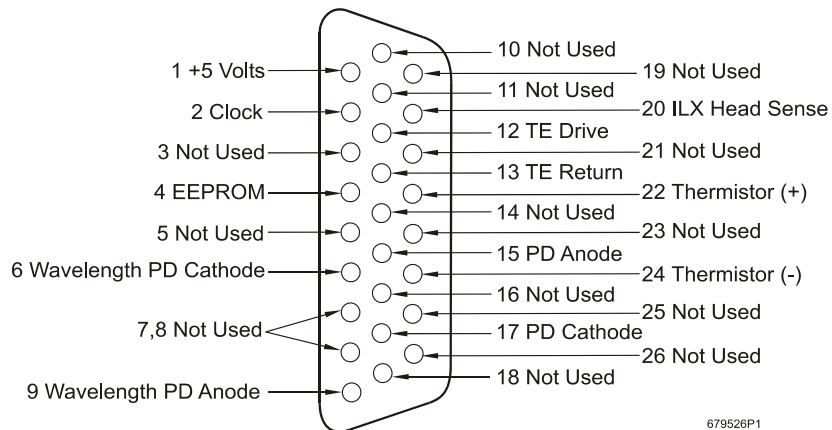 1 +5 Volts
2 Clock
3 Not Used
4 EEPROM
5 Not Used
6 Wavelength PD Cathode
7,8 Not Used
9 Wavelength PD Anode
10 Not Used
11 Not Used
12 TE Drive
13 TE Return
14 Not Used
15 PD Anode
16 Not Used
17 PD Cathode
18 Not Used
19 Not Used
20 ILX Head Sense
21 Not Used
22 Thermistor (+)
23 Not Used
24 Thermistor (-)
25 Not Used
26 Not Used
679526P1